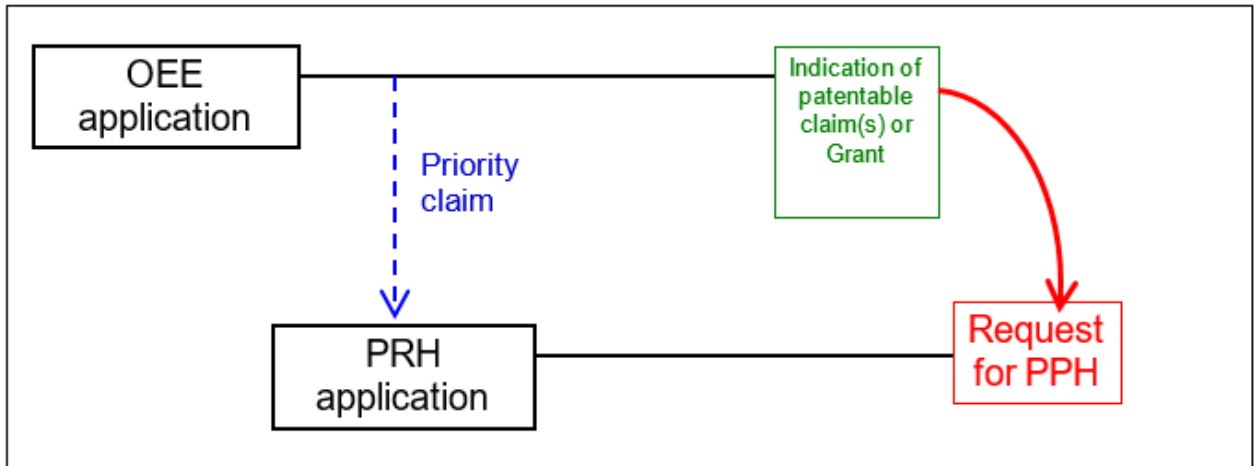 OEE
application
Indication of
patentable
claim(s) or
Grant
Priority
claim
PRH
application
Request
for PPH